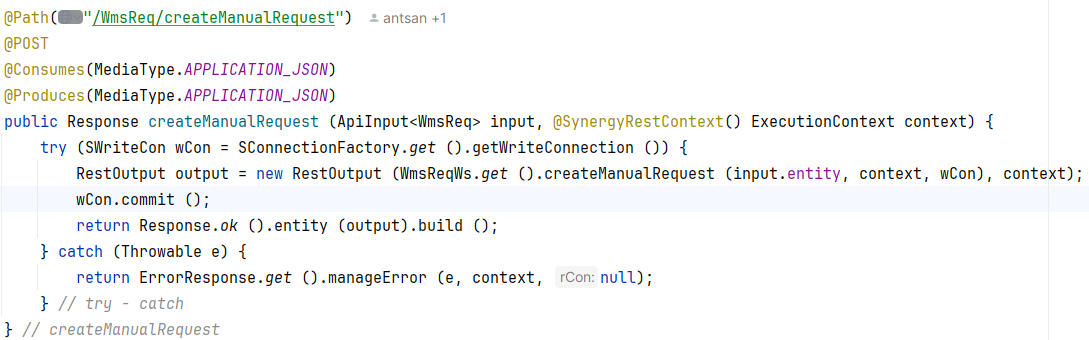 @Path("/WmsReq/createManualRequest") antsan +1
@POST
@Consumes(MediaType.APPLICATION_JSON)
@Produces(MediaType.APPLICATION_JSON)
public Response createManualRequest (ApiInput<WmsReq> input, @SynergyRestContext() ExecutionContext context) {
    try (SWriteCon wCon = SConnectionFactory.get ().getWriteConnection ()) {
        RestOutput output = new RestOutput (WmsReqWs.get ().createManualRequest (input.entity, context, wCon), context);
        wCon.commit ();
        return Response.ok ().entity (output).build ();
    } catch (Throwable e) {
        return ErrorResponse.get ().manageError (e, context, rCon: null);
    } // try - catch
} // createManualRequest